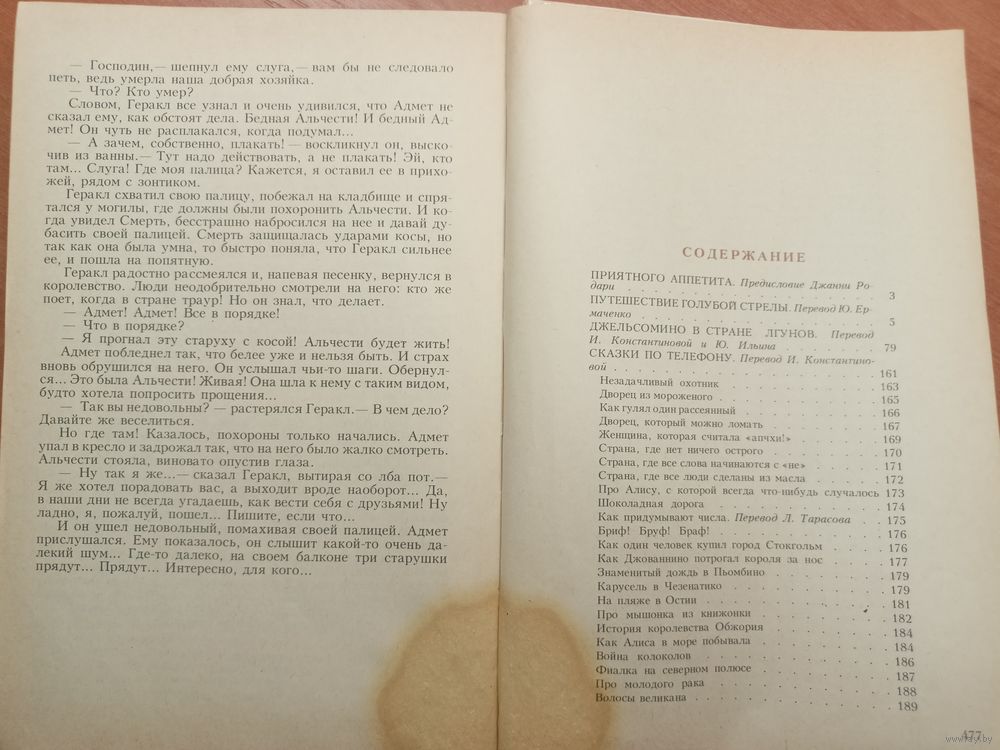 — Господин,— шепнул ему слуга,— вам бы не следовало
петь, ведь умерла наша добрая хозяйка.
— Что? Кто умер?
Словом, Геракл все узнал и очень удивился, что Адмет не
сказал ему, как обстоят дела. Бедная Альчести! И бедный Ад-
мет! Он чуть не расплакался, когда подумал...
— А зачем, собственно, плакать! — воскликнул он, выско-
чив из ванны.— Тут надо действовать, а не плакать! Эй, кто
там... Слуга! Где моя палица? Кажется, я оставил ее в прихо-
жей, рядом с зонтиком.
Геракл схватил свою палицу, побежал на кладбище и спря-
тался у могилы, где должны были похоронить Альчести. И ко-
гда увидел Смерть, бесстрашно набросился на нее и давай ду-
басить своей палицей. Смерть защищалась ударами косы, но
так как она была умна, то быстро поняла, что Геракл сильнее
ее, и пошла на попятную.
Геракл радостно рассмеялся и, напевая песенку, вернулся в
королевство. Люди неодобрительно смотрели на него: кто же
поет, когда в стране траур! Но он знал, что делает.
— Адмет! Адмет! Все в порядке!
— Что в порядке?
— Я прогнал эту старуху с косой! Альчести будет жить!
Адмет побледнел так, что белее уже и нельзя быть. И страх
вновь обрушился на него. Он услышал чьи-то шаги. Обернул-
ся... Это была Альчести! Живая! Она шла к нему с таким видом,
будто хотела попросить прощения...
— Так вы недовольны? — растерялся Геракл.— В чем дело?
Давайте же веселиться.
Но где там! Казалось, похороны только начались. Адмет
упал в кресло и задрожал так, что на него было жалко смотреть.
Альчести стояла, виновато опустив глаза.
— Ну так я же...— сказал Геракл, вытирая со лба пот.—
Я же хотел порадовать вас, а выходит вроде наоборот... Да,
в наши дни не всегда угадаешь, как вести себя с друзьями! Ну
ладно, я, пожалуй, пошел... Пишите, если что...
И он ушел недовольный, помахивая своей палицей. Адмет
прислушался. Ему показалось, он слышит какой-то очень да-
лекий шум... Где-то далеко, на своем балконе три старушки
прядут... Прядут... Интересно, для кого...
СОДЕРЖАНИЕ
ПРИЯТНОГО АППЕТИТА. Предисловие Джанни Ро-
дари . . . . . . . . . . . . . . . . . 3
ПУТЕШЕСТВИЕ ГОЛУБОЙ СТРЕЛЫ. Перевод Ю. Ер-
маченко . . . . . . . . . . . . . . . . 5
ДЖЕЛЬСОМИНО В СТРАНЕ ЛГУНОВ. Перевод
И. Константиновой и Ю. Ильина . . . . . . . 79
СКАЗКИ ПО ТЕЛЕФОНУ. Перевод И. Константино-
вой . . . . . . . . . . . . . . . . . . 161
Незадачливый охотник . . . . . . . . . . 163
Дворец из мороженого . . . . . . . . . . 165
Как гулял один рассеянный . . . . . . . . 166
Дворец, который можно ломать . . . . . . . 167
Женщина, которая считала «апчхи!» . . . . . 169
Страна, где нет ничего острого . . . . . . . 170
Страна, где все слова начинаются с «не» . . . . 171
Страна, где все люди сделаны из масла . . . . 172
Про Алису, с которой всегда что-нибудь случалось 173
Шоколадная дорога . . . . . . . . . . . 174
Как придумывают числа. Перевод Л. Тарасова . . 175
Бриф! Бруф! Браф! . . . . . . . . . . . 176
Как один человек купил город Стокгольм . . . 176
Как Джованнино потрогал короля за нос . . . 177
Знаменитый дождь в Пьомбино . . . . . . . 179
Карусель в Чезенатико . . . . . . . . . . 179
На пляже в Остии . . . . . . . . . . . . 181
Про мышонка из книжонки . . . . . . . . 182
История королевства Обжория . . . . . . . 184
Как Алиса в море побывала . . . . . . . . 184
Война колоколов . . . . . . . . . . . . 186
Фиалка на северном полюсе . . . . . . . . 187
Про молодого рака . . . . . . . . . . . 188
Волосы великана . . . . . . . . . . . . 189
477
www.ay.by